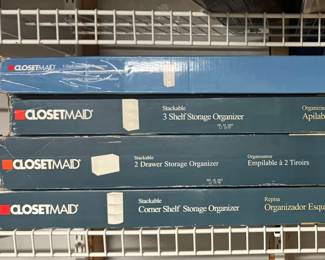 CLOSETMAID
CLOSETMAID
Stackable
3 Shelf Storage Organizer
Organiza
Apilab
CLOSETMAID
Stackable
2 Drawer Storage Organizer
Organisateur
Empilable à 2 Tiroirs
CLOSETMAID
Stackable
Corner Shelf Storage Organizer
Repisa
Organizador Esqu